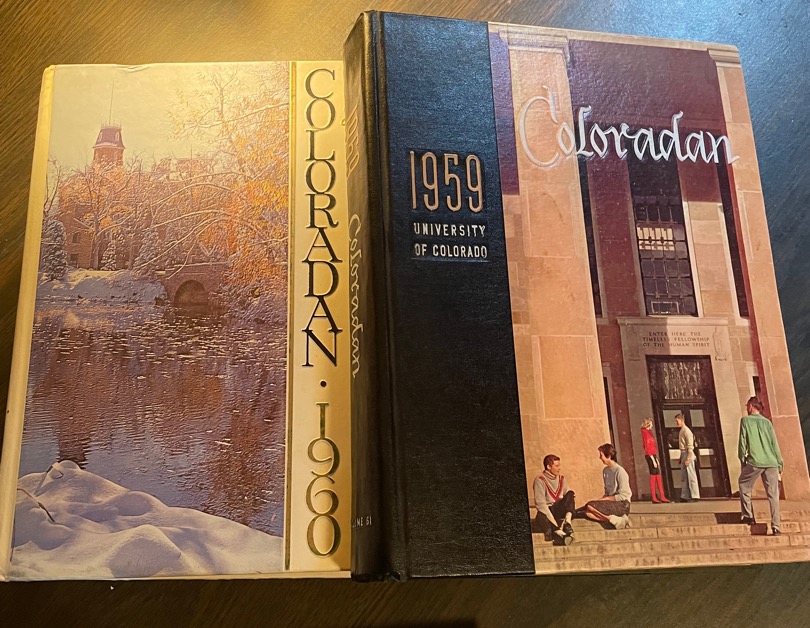 COLORADAN · 1960
Coloradan
1959
UNIVERSITY
OF COLORADO
Coloradan
ENTER HERE THE
TIMELESS FELLOWSHIP
OF THE HUMAN SPIRIT